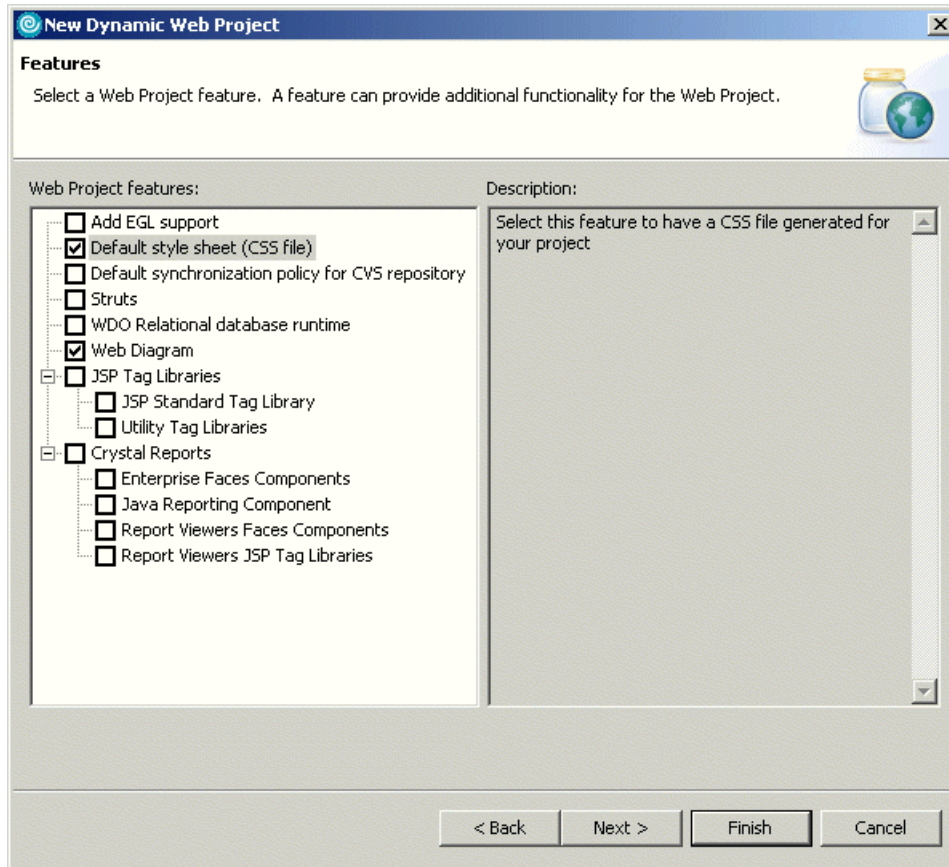 New Dynamic Web Project
Features
Select a Web Project feature. A feature can provide additional functionality for the Web Project.
Web Project features:
Description:
Add EGL support
Default style sheet (CSS file)
Default synchronization policy for CVS repository
Struts
WDO Relational database runtime
Web Diagram
JSP Tag Libraries
JSP Standard Tag Library
Utility Tag Libraries
Crystal Reports
Enterprise Faces Components
Java Reporting Component
Report Viewers Faces Components
Report Viewers JSP Tag Libraries
Select this feature to have a CSS file generated for
your project
< Back
Next >
Finish
Cancel